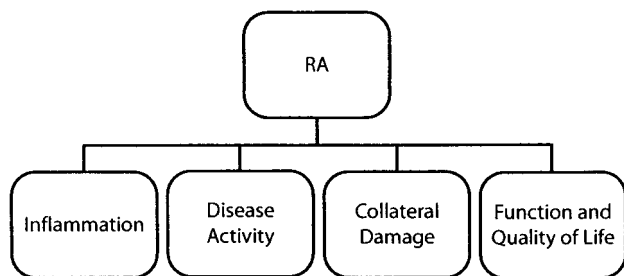 RA
Inflammation
Disease
Activity
Collateral
Damage
Function and
Quality of Life